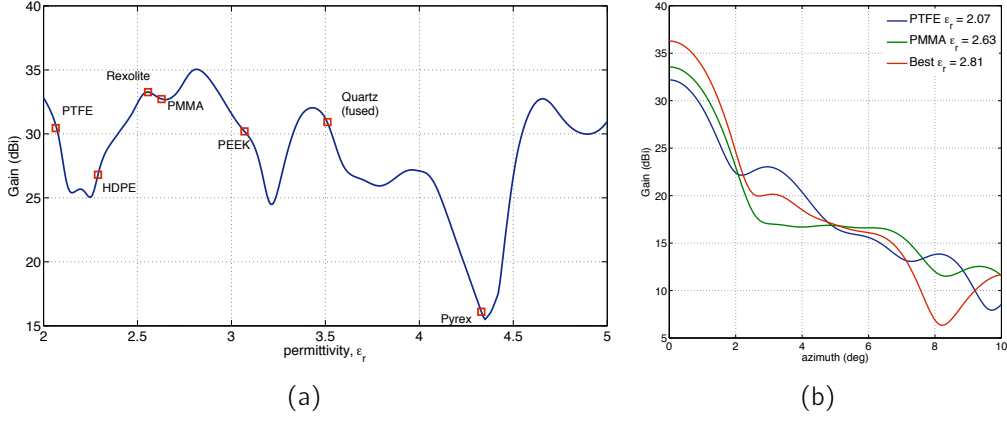 40
35
30
25
20
15
2
2.5
3
3.5
4
4.5
5
Gain (dBi)
permittivity, εr
PTFE
HDPE
Rexolite
PMMA
PEEK
Quartz
(fused)
Pyrex
(a)
40
35
30
25
20
15
10
5
0
2
4
6
8
10
Gain (dBi)
azimuth (deg)
PTFE εr = 2.07
PMMA εr = 2.63
Best εr = 2.81
(b)